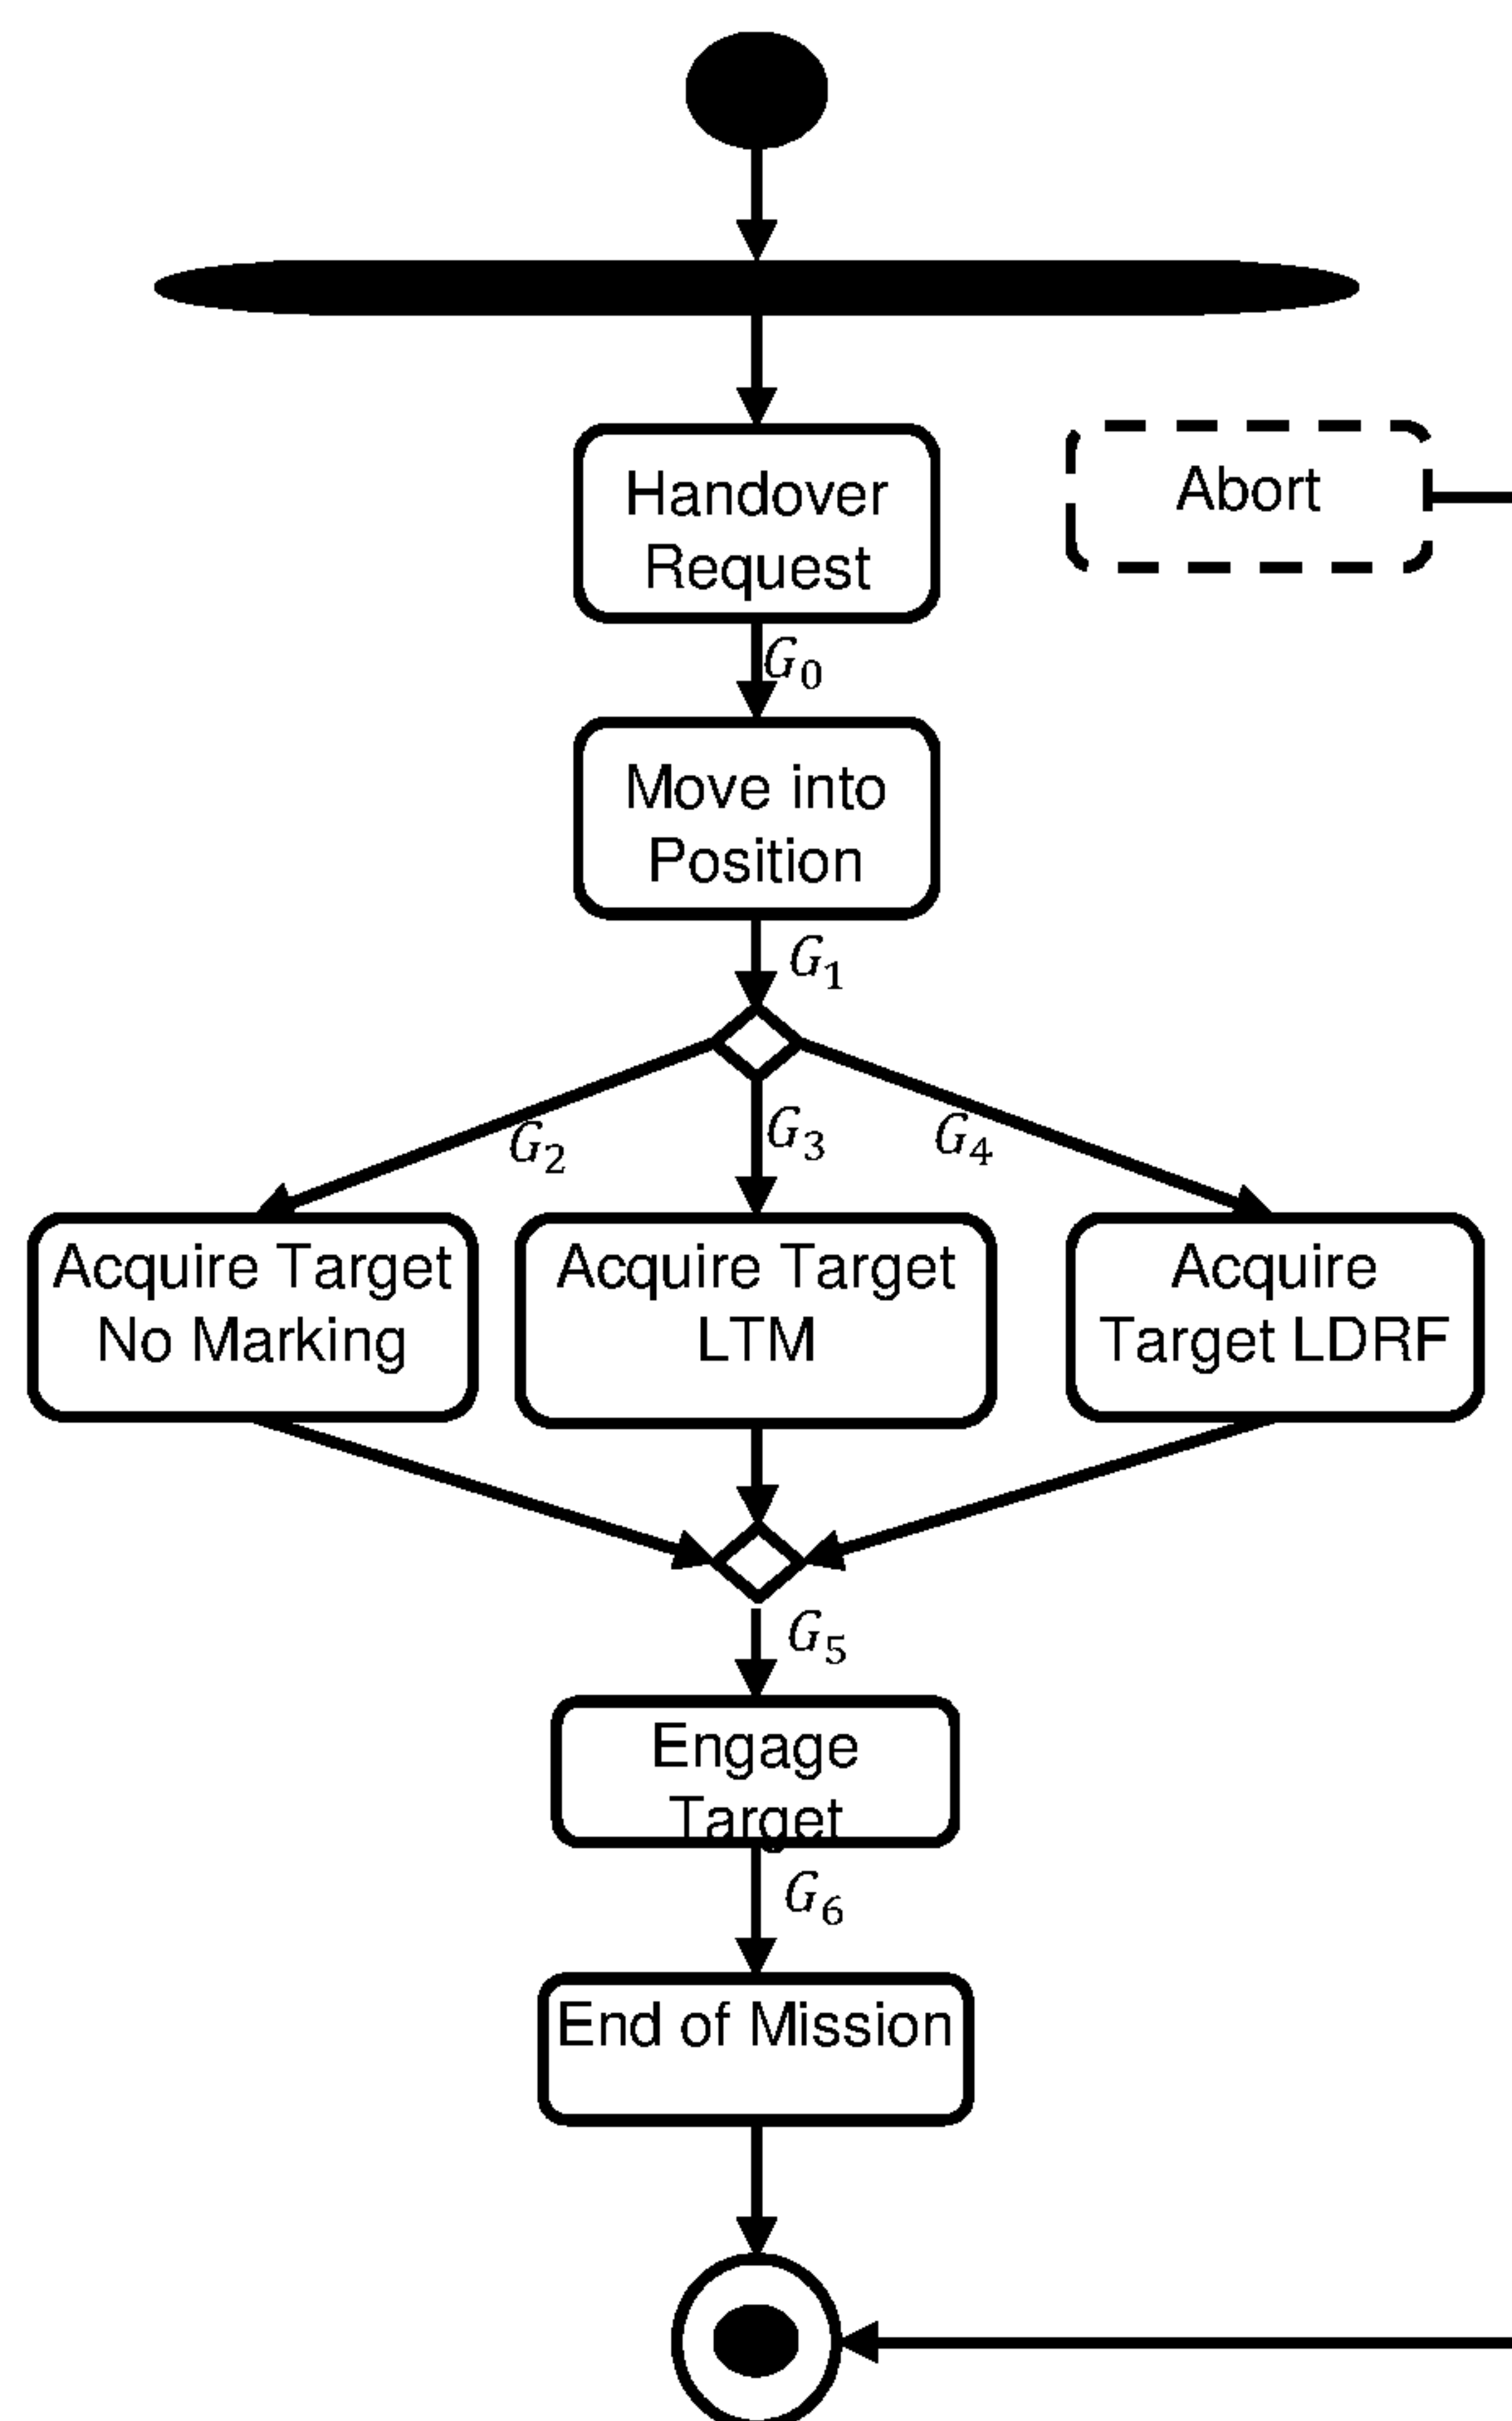 Handover
Request
Abort
G0
Move into
Position
G1
G2
G3
G4
Acquire Target
No Marking
Acquire Target
LTM
Acquire
Target LDRF
G5
Engage
Target
G6
End of Mission